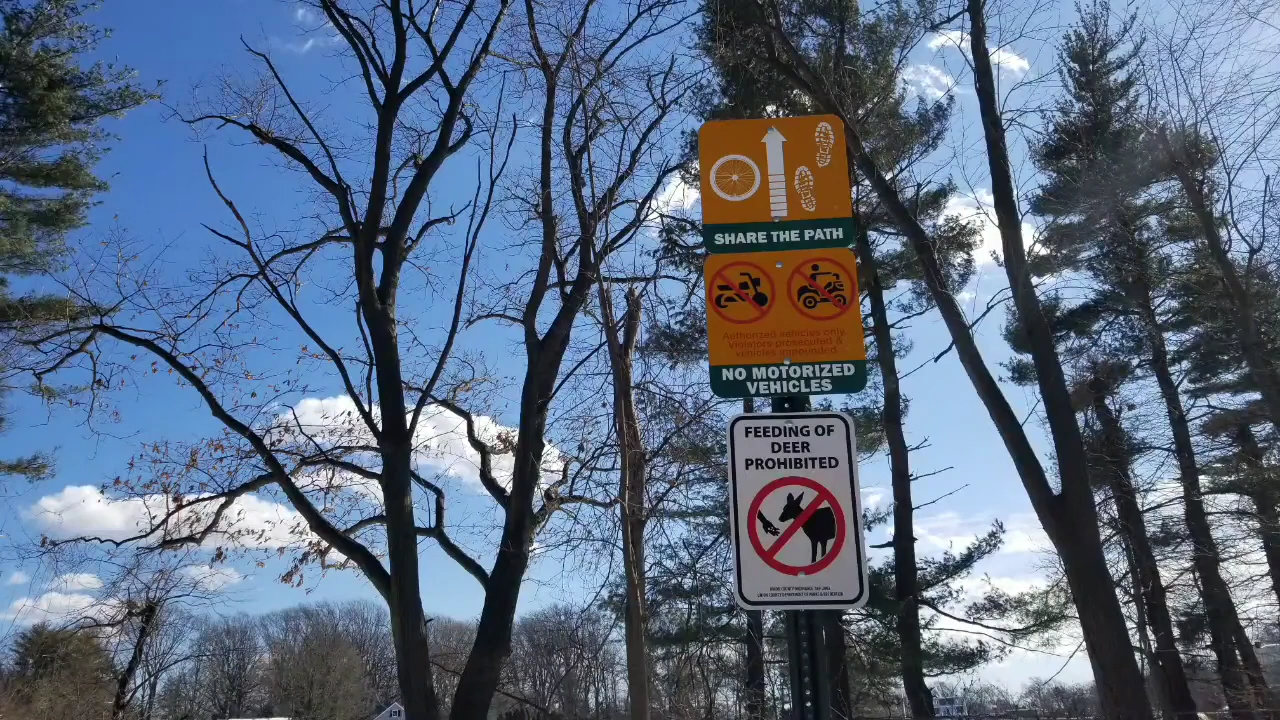 SHARE THE PATH
Authorized vehicles only
Violators prosecuted &
vehicles impounded
NO MOTORIZED
VEHICLES
FEEDING OF
DEER
PROHIBITED